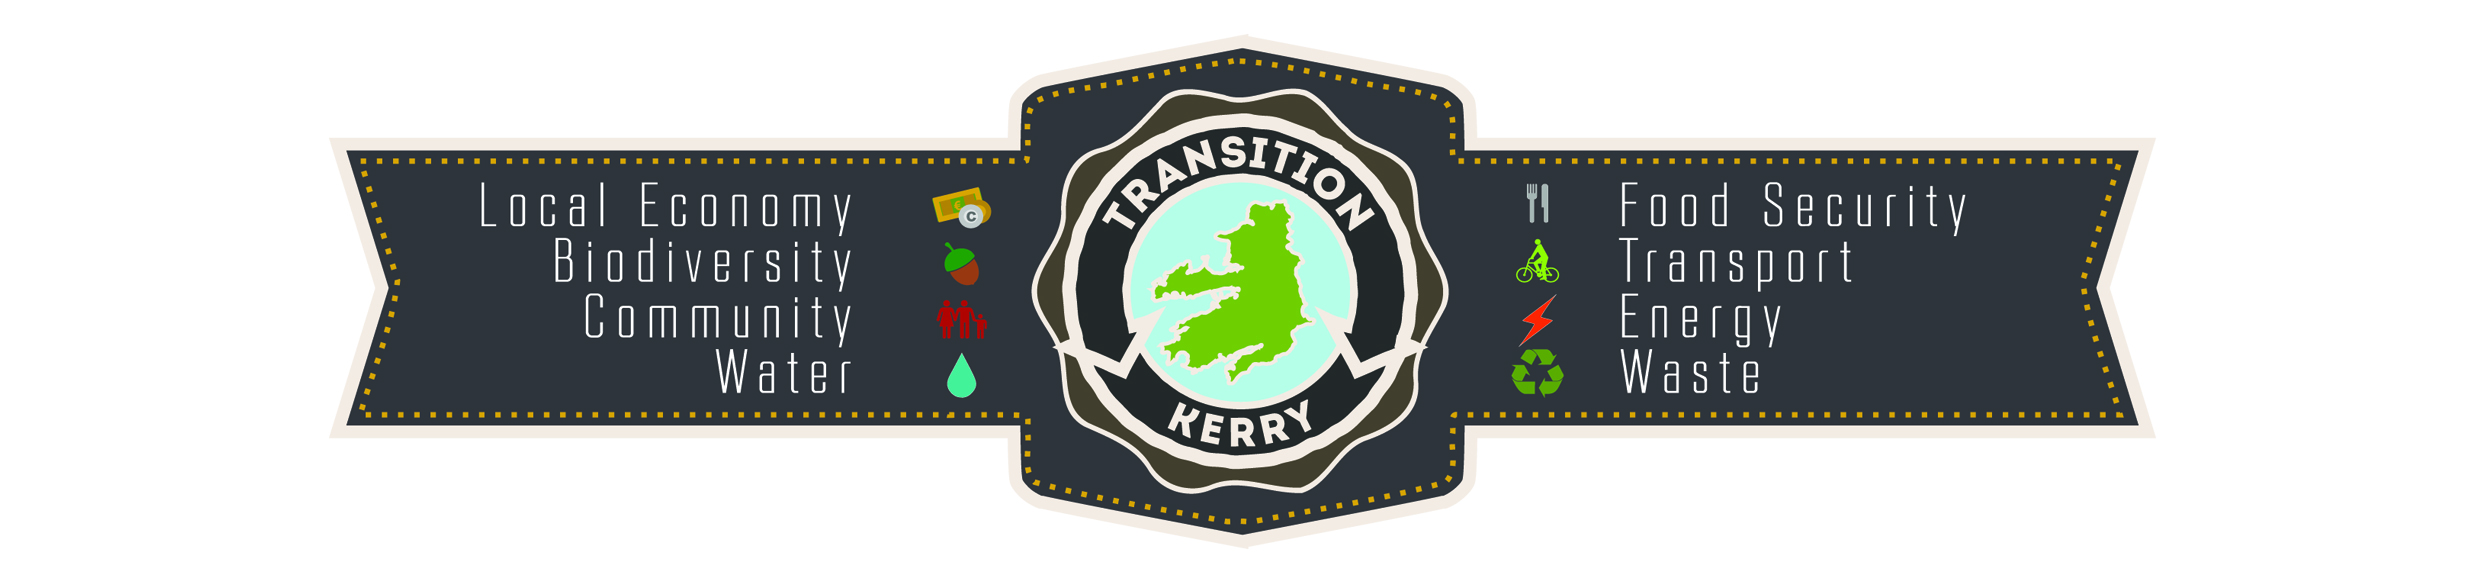 Local Economy
Biodiversity
Community
Water
€
C
TRANSITION
KERRY
Food Security
Transport
Energy
Waste